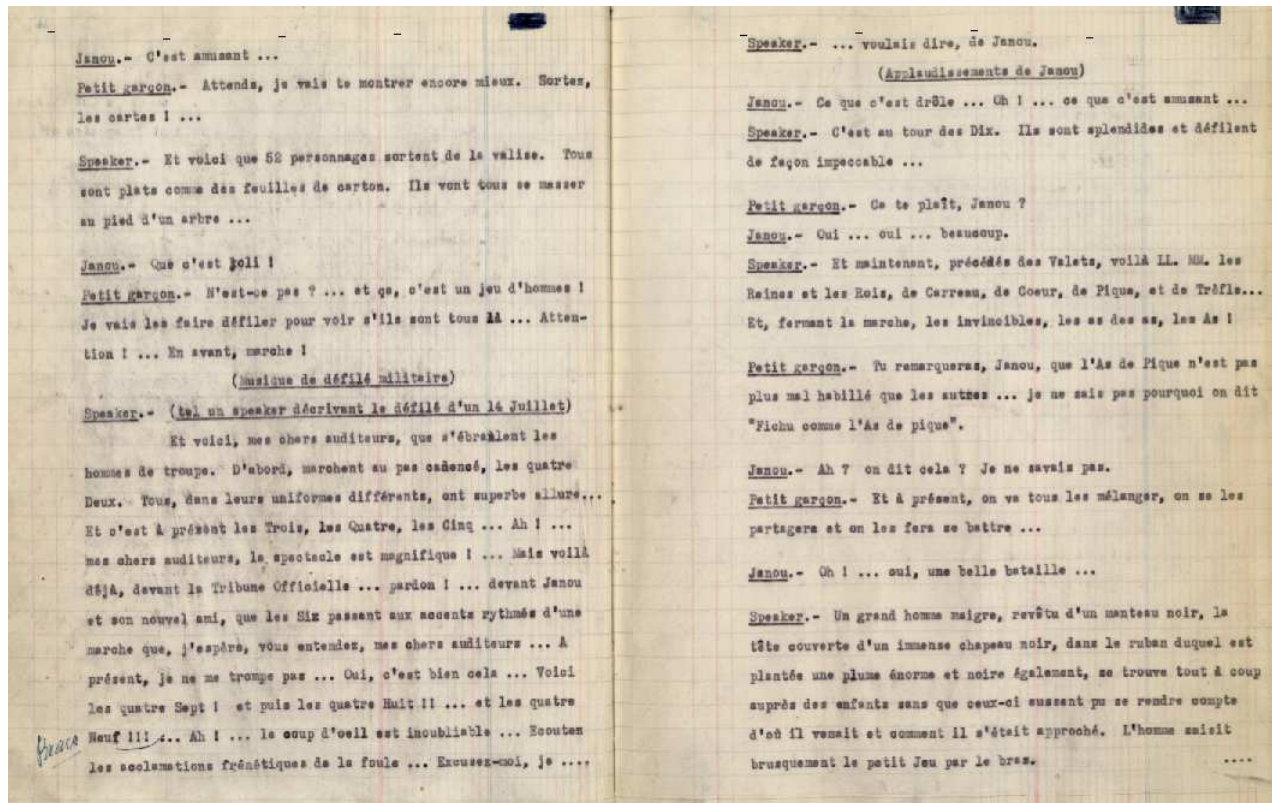 Janou.- C'est amusant ...
Petit garçon.- Attends, je vais te montrer encore mieux. Sortez,
les cartes ! ...
Speaker.- Et voici que 52 personnages sortent de la valise. Tous
sont plats comme des feuilles de carton. Ils vont tous se masser
au pied d'un arbre ...
Janou.- Que c'est joli !
Petit garçon.- N'est-ce pas ? ... et ça, c'est un jeu d'hommes !
Je vais les faire défiler pour voir s'ils sont tous là ... Atten-
tion ! ... En avant, marche !
(Musique de défilé militaire)
Speaker.- (tel un speaker décrivant le défilé d'un 14 Juillet)
Et voici, mes chers auditeurs, que s'ébranlent les
hommes de troupe. D'abord, marchent au pas cadencé, les quatre
Deux. Tous, dans leurs uniformes différents, ont superbe allure...
Et c'est à présent les Trois, les Quatre, les Cinq ... Ah ! ...
mes chers auditeurs, le spectacle est magnifique ! ... Mais voilà
déjà, devant la Tribune Officielle ... pardon ! ... devant Janou
et son nouvel ami, que les Six passent aux accents rythmés d'une
marche que, j'espère, vous entendez, mes chers auditeurs ... A
présent, je ne me trompe pas ... Oui, c'est bien cela ... Voici
les quatre Sept ! et puis les quatre Huit !! ... et les quatre
Bravo Neuf !!! ... Ah ! ... le coup d'oeil est inoubliable ... Ecoutez
les acclamations frénétiques de la foule ... Excusez-moi, je ....
Speaker.- ... voulais dire, de Janou.
(Applaudissements de Janou)
Janou.- Ce que c'est drôle ... Oh ! ... ce que c'est amusant ...
Speaker.- C'est au tour des Dix. Ils sont splendides et défilent
de façon impeccable ...
Petit garçon.- Ca te plaît, Janou ?
Janou.- Oui ... oui ... beaucoup.
Speaker.- Et maintenant, précédés des Valets, voilà LL. MM. les
Reines et les Rois, de Carreau, de Coeur, de Pique, et de Trêfle...
Et, fermant la marche, les invincibles, les as des as, les As !
Petit garçon.- Tu remarqueras, Janou, que l'As de Pique n'est pas
plus mal habillé que les autres ... je ne sais pas pourquoi on dit
"Fichu comme l'As de pique".
Janou.- Ah ? on dit cela ? Je ne savais pas.
Petit garçon.- Et à présent, on va tous les mélanger, on se les
partagera et on les fera se battre ...
Janou.- Oh ! ... oui, une belle bataille ...
Speaker.- Un grand homme maigre, revêtu d'un manteau noir, la
tête couverte d'un immense chapeau noir, dans le ruban duquel est
plantée une plume énorme et noire également, se trouve tout à coup
auprès des enfants sans que ceux-ci eussent pu se rendre compte
d'où il venait et comment il s'était approché. L'homme saisit
brusquement le petit Jeu par le bras. ....